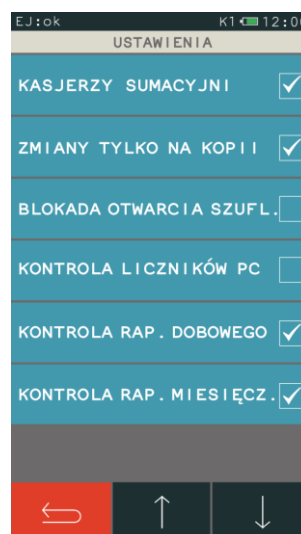 EJ:ok K1 12:00
USTAWIENIA
KASJERZY SUMACYJNI
ZMIANY TYLKO NA KOPII
BLOKADA OTWARCIA SZUFL.
KONTROLA LICZNIKÓW PC
KONTROLA RAP. DOBOWEGO
KONTROLA RAP. MIESIĘCZ.